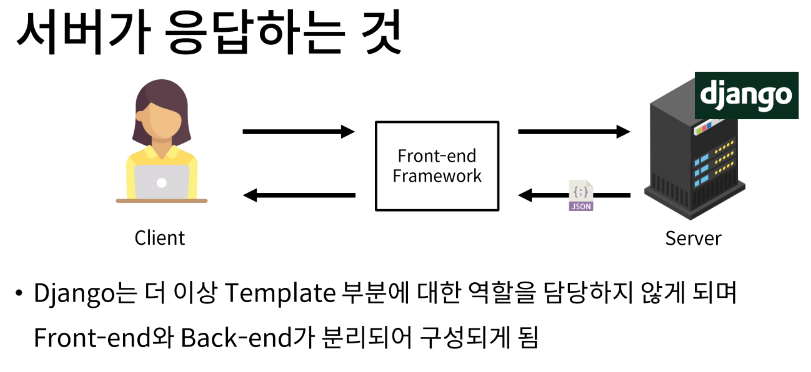 서버가 응답하는 것
django
Front-end
Framework
{:}
JSON
Client
Server
• Django는 더 이상 Template 부분에 대한 역할을 담당하지 않게 되며
Front-end와 Back-end가 분리되어 구성되게 됨